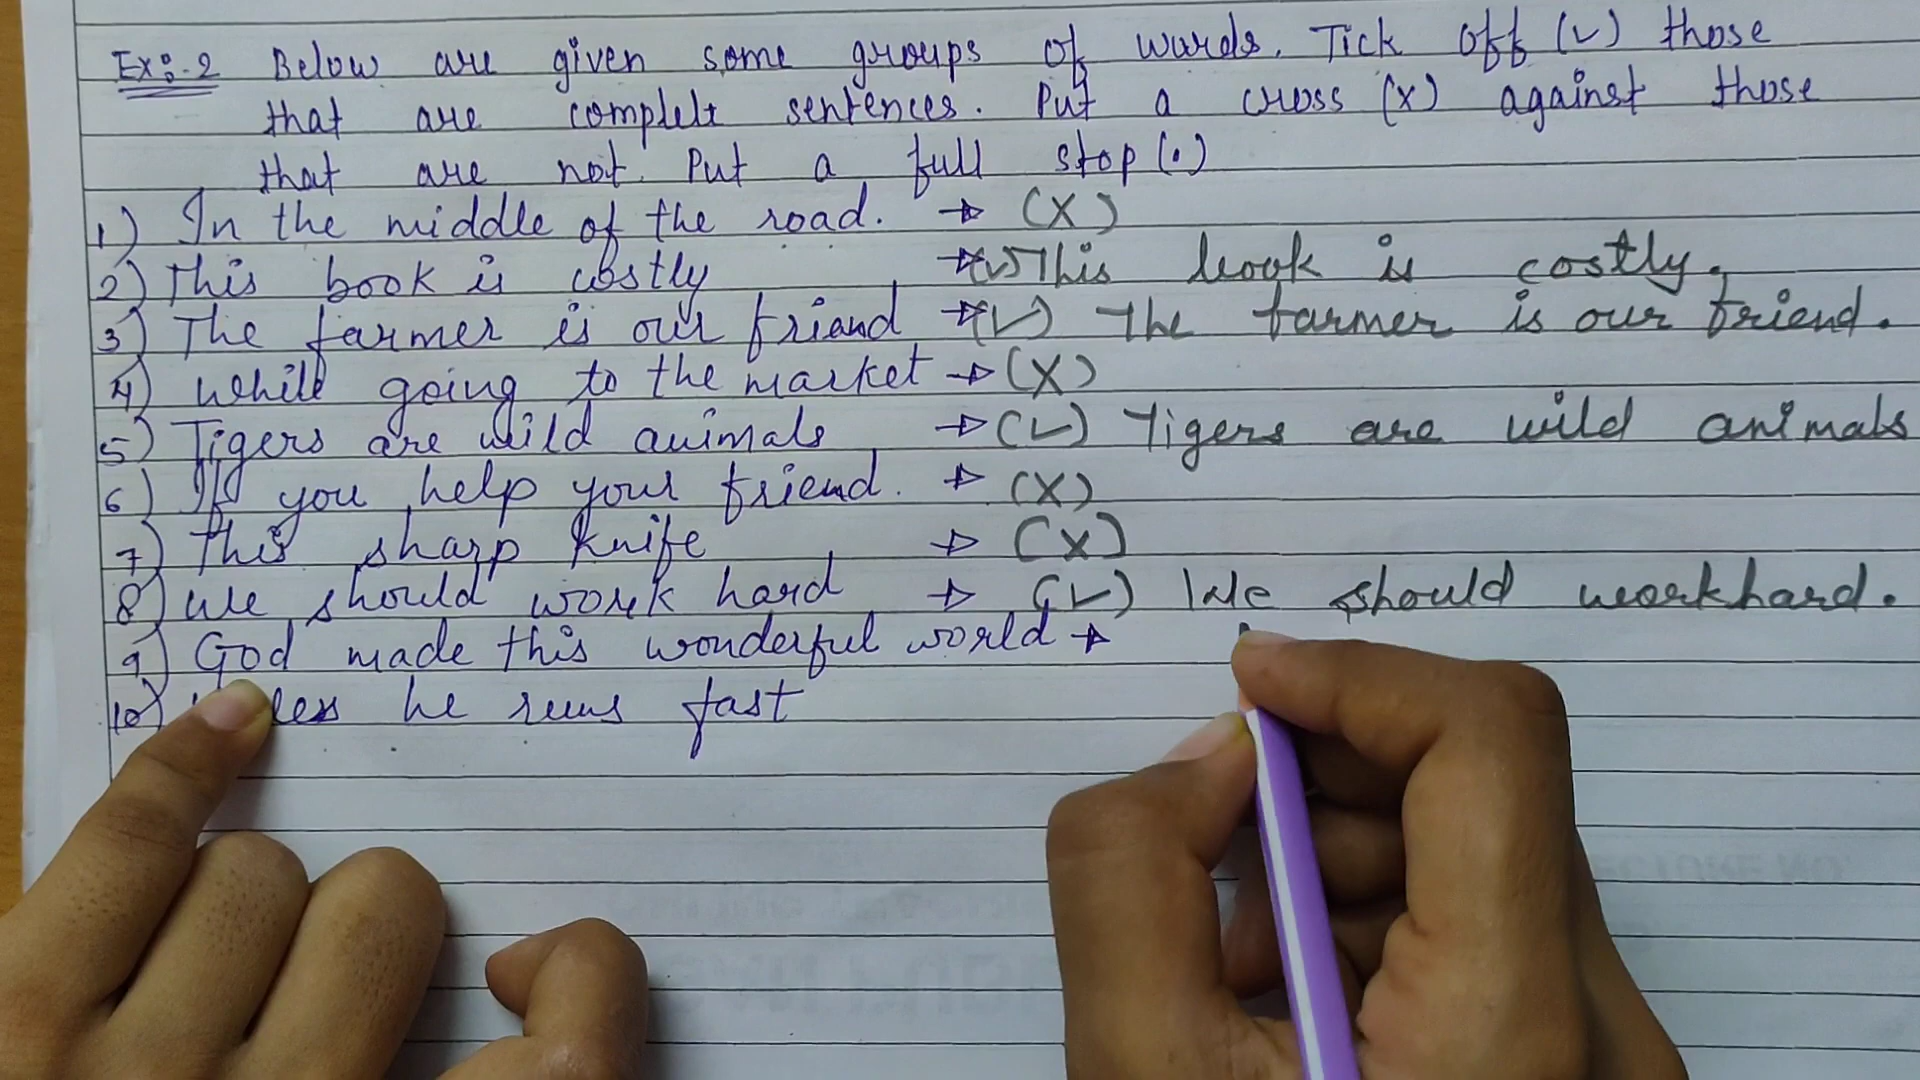 Ex:-2 Below are given some groups of words. Tick off (✓) those
that are complete sentences. Put a cross (x) against those
that are not. Put a full stop (.)
1) In the middle of the road. → (X)
2) This book is costly → (✓) This book is costly.
3) The farmer is our friend → (✓) The farmer is our friend.
4) While going to the market → (X)
5) Tigers are wild animals → (✓) Tigers are wild animals
6) If you help your friend. → (X)
7) This sharp knife → (X)
8) We should work hard → (✓) We should work hard.
9) God made this wonderful world →
10) he runs fast